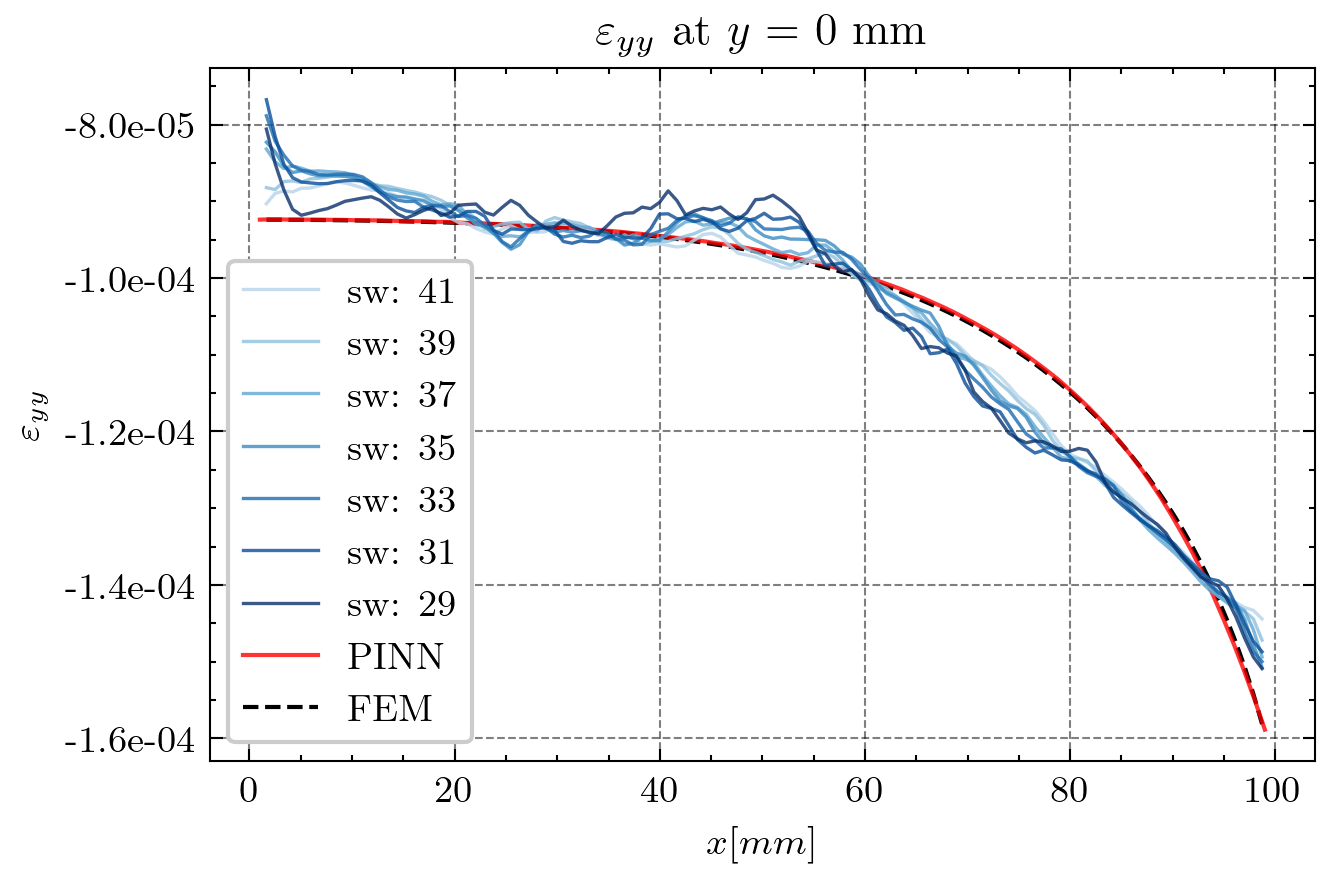 εyy at y = 0 mm
-8.0e-05
-1.0e-04
-1.2e-04
-1.4e-04
-1.6e-04
εyy
sw: 41
sw: 39
sw: 37
sw: 35
sw: 33
sw: 31
sw: 29
PINN
FEM
0 20 40 60 80 100
x[mm]